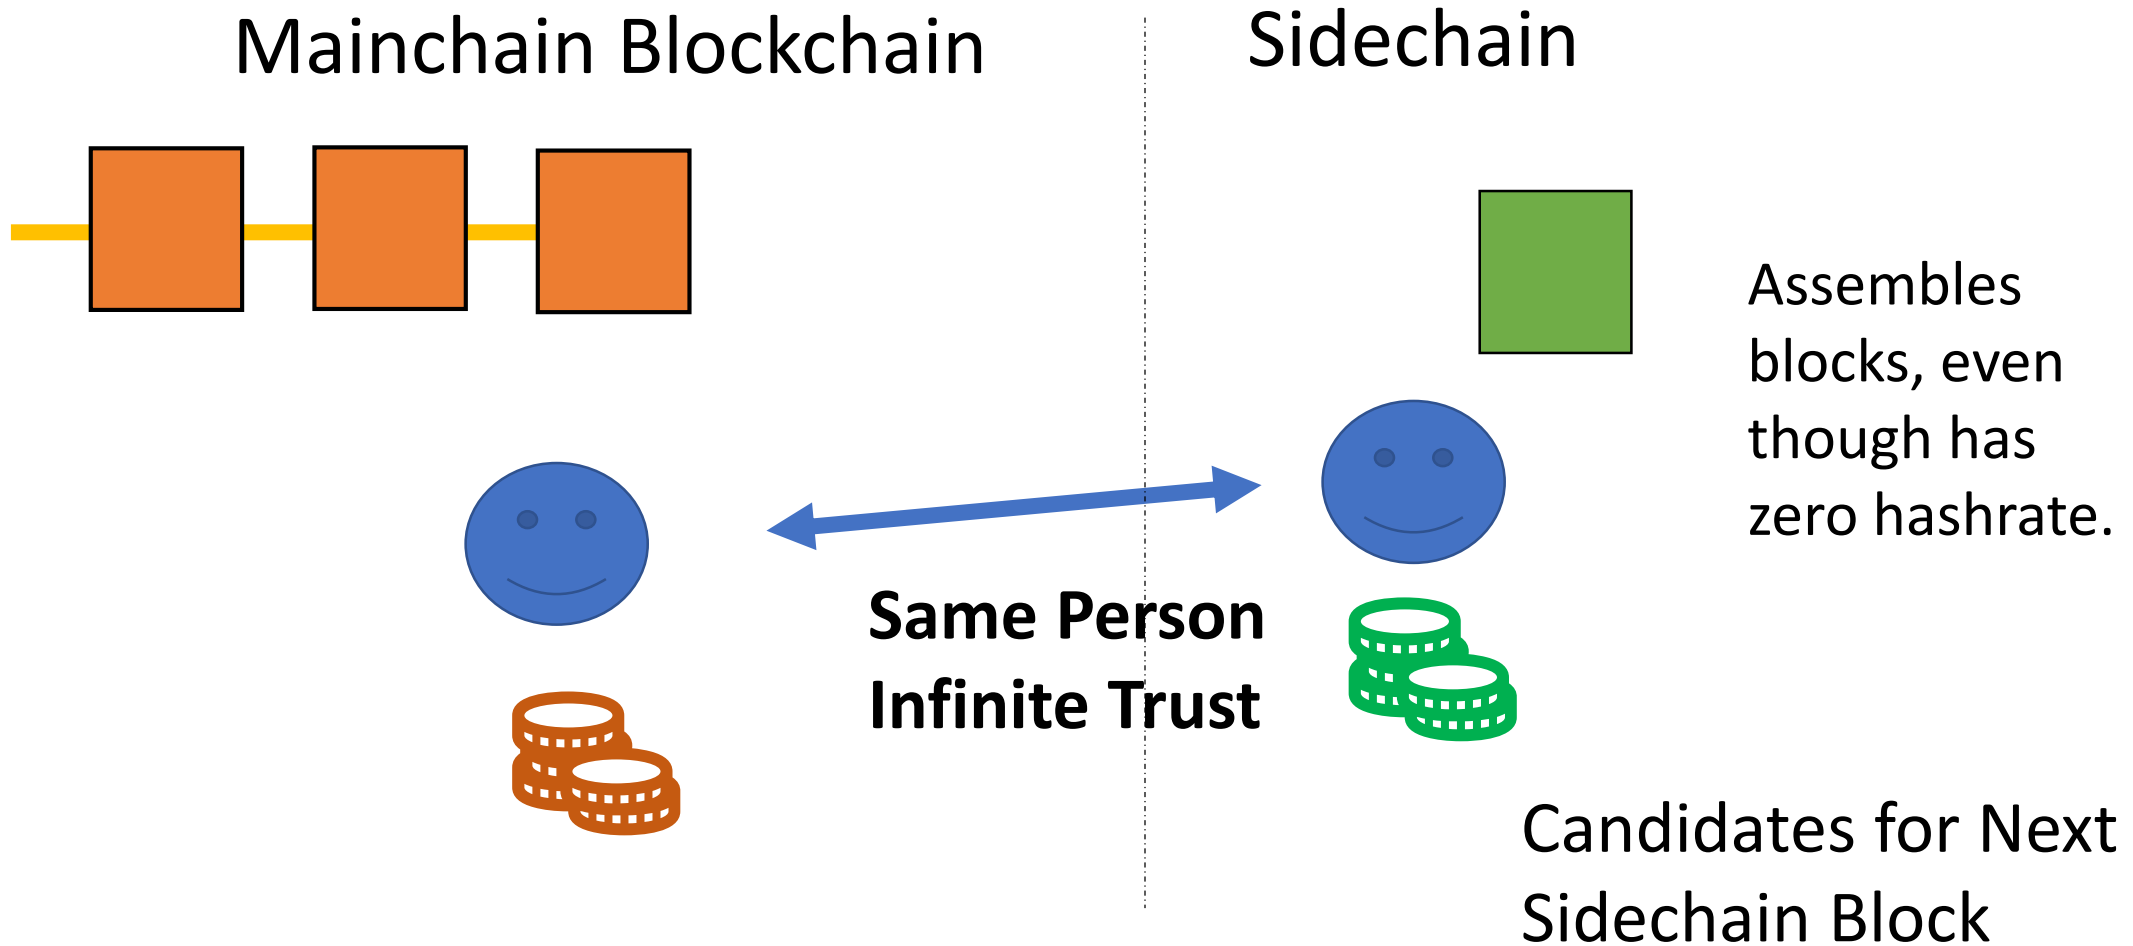 Mainchain Blockchain
Sidechain
Assembles
blocks, even
though has
zero hashrate.
Same Person
Infinite Trust
Candidates for Next
Sidechain Block